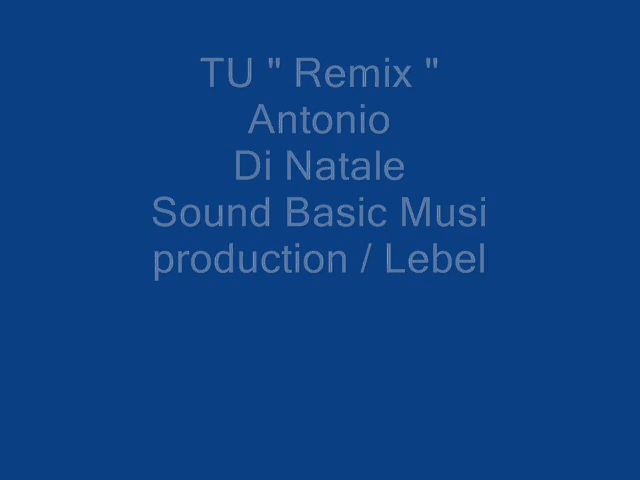 TU " Remix "
Antonio
Di Natale
Sound Basic Musi
production / Lebel